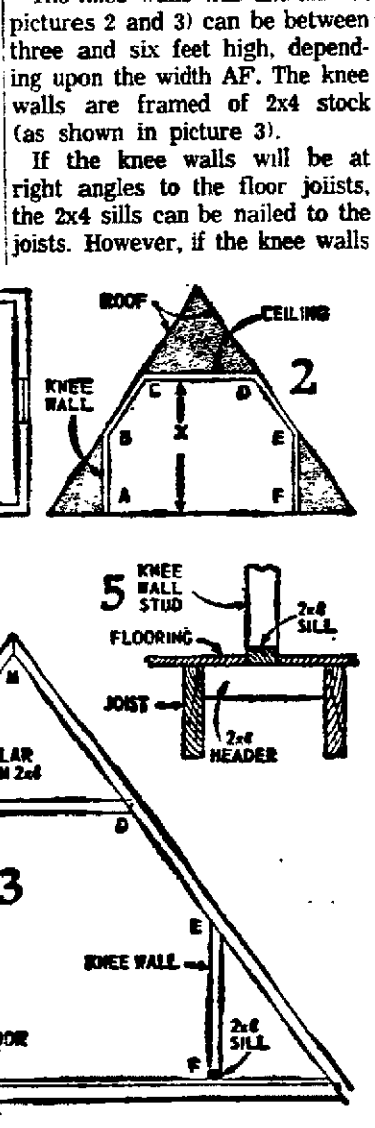 pictures 2 and 3) can be between
three and six feet high, depend-
ing upon the width AF. The knee
walls are framed of 2x4 stock
(as shown in picture 3).
If the knee walls will be at
right angles to the floor joiists,
the 2x4 sills can be nailed to the
joists. However, if the knee walls
ROOF
CEILING
2
KNEE
WALL
C
D
B
X
E
A
F
5
KNEE
WALL
STUD
2x4
SILL
FLOORING
JOIST
2x4
HEADER
M
LAR
2x4
D
3
E
KNEE WALL
2x4
SILL
F